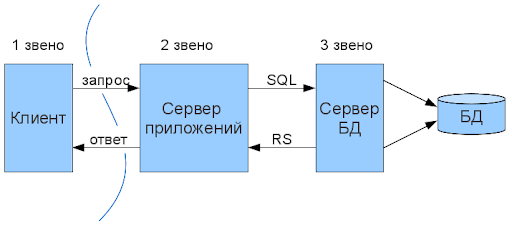 1 звено
2 звено
3 звено
Клиент
запрос
ответ
Сервер
приложений
SQL
RS
Сервер
БД
БД